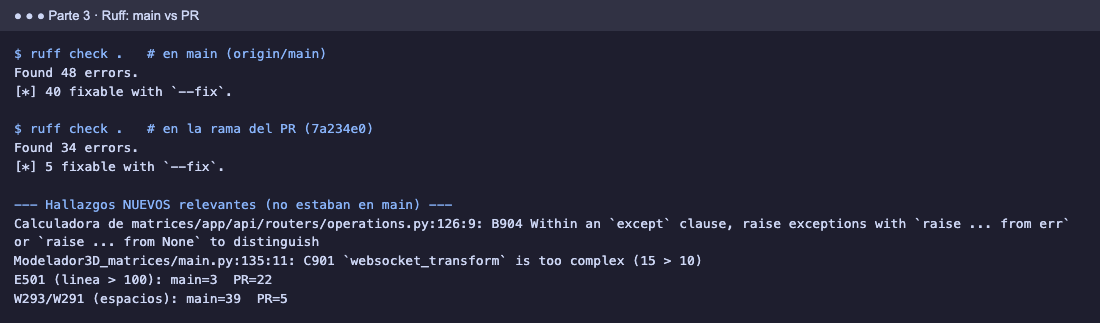 ● ● ● Parte 3 · Ruff: main vs PR
$ ruff check .   # en main (origin/main)
Found 48 errors.
[*] 40 fixable with `--fix`.
$ ruff check .   # en la rama del PR (7a234e0)
Found 34 errors.
[*] 5 fixable with `--fix`.
--- Hallazgos NUEVOS relevantes (no estaban en main) ---
Calculadora de matrices/app/api/routers/operations.py:126:9: B904 Within an `except` clause, raise exceptions with `raise ... from err`
or `raise ... from None` to distinguish
Modelador3D_matrices/main.py:135:11: C901 `websocket_transform` is too complex (15 > 10)
E501 (linea > 100): main=3  PR=22
W293/W291 (espacios): main=39  PR=5